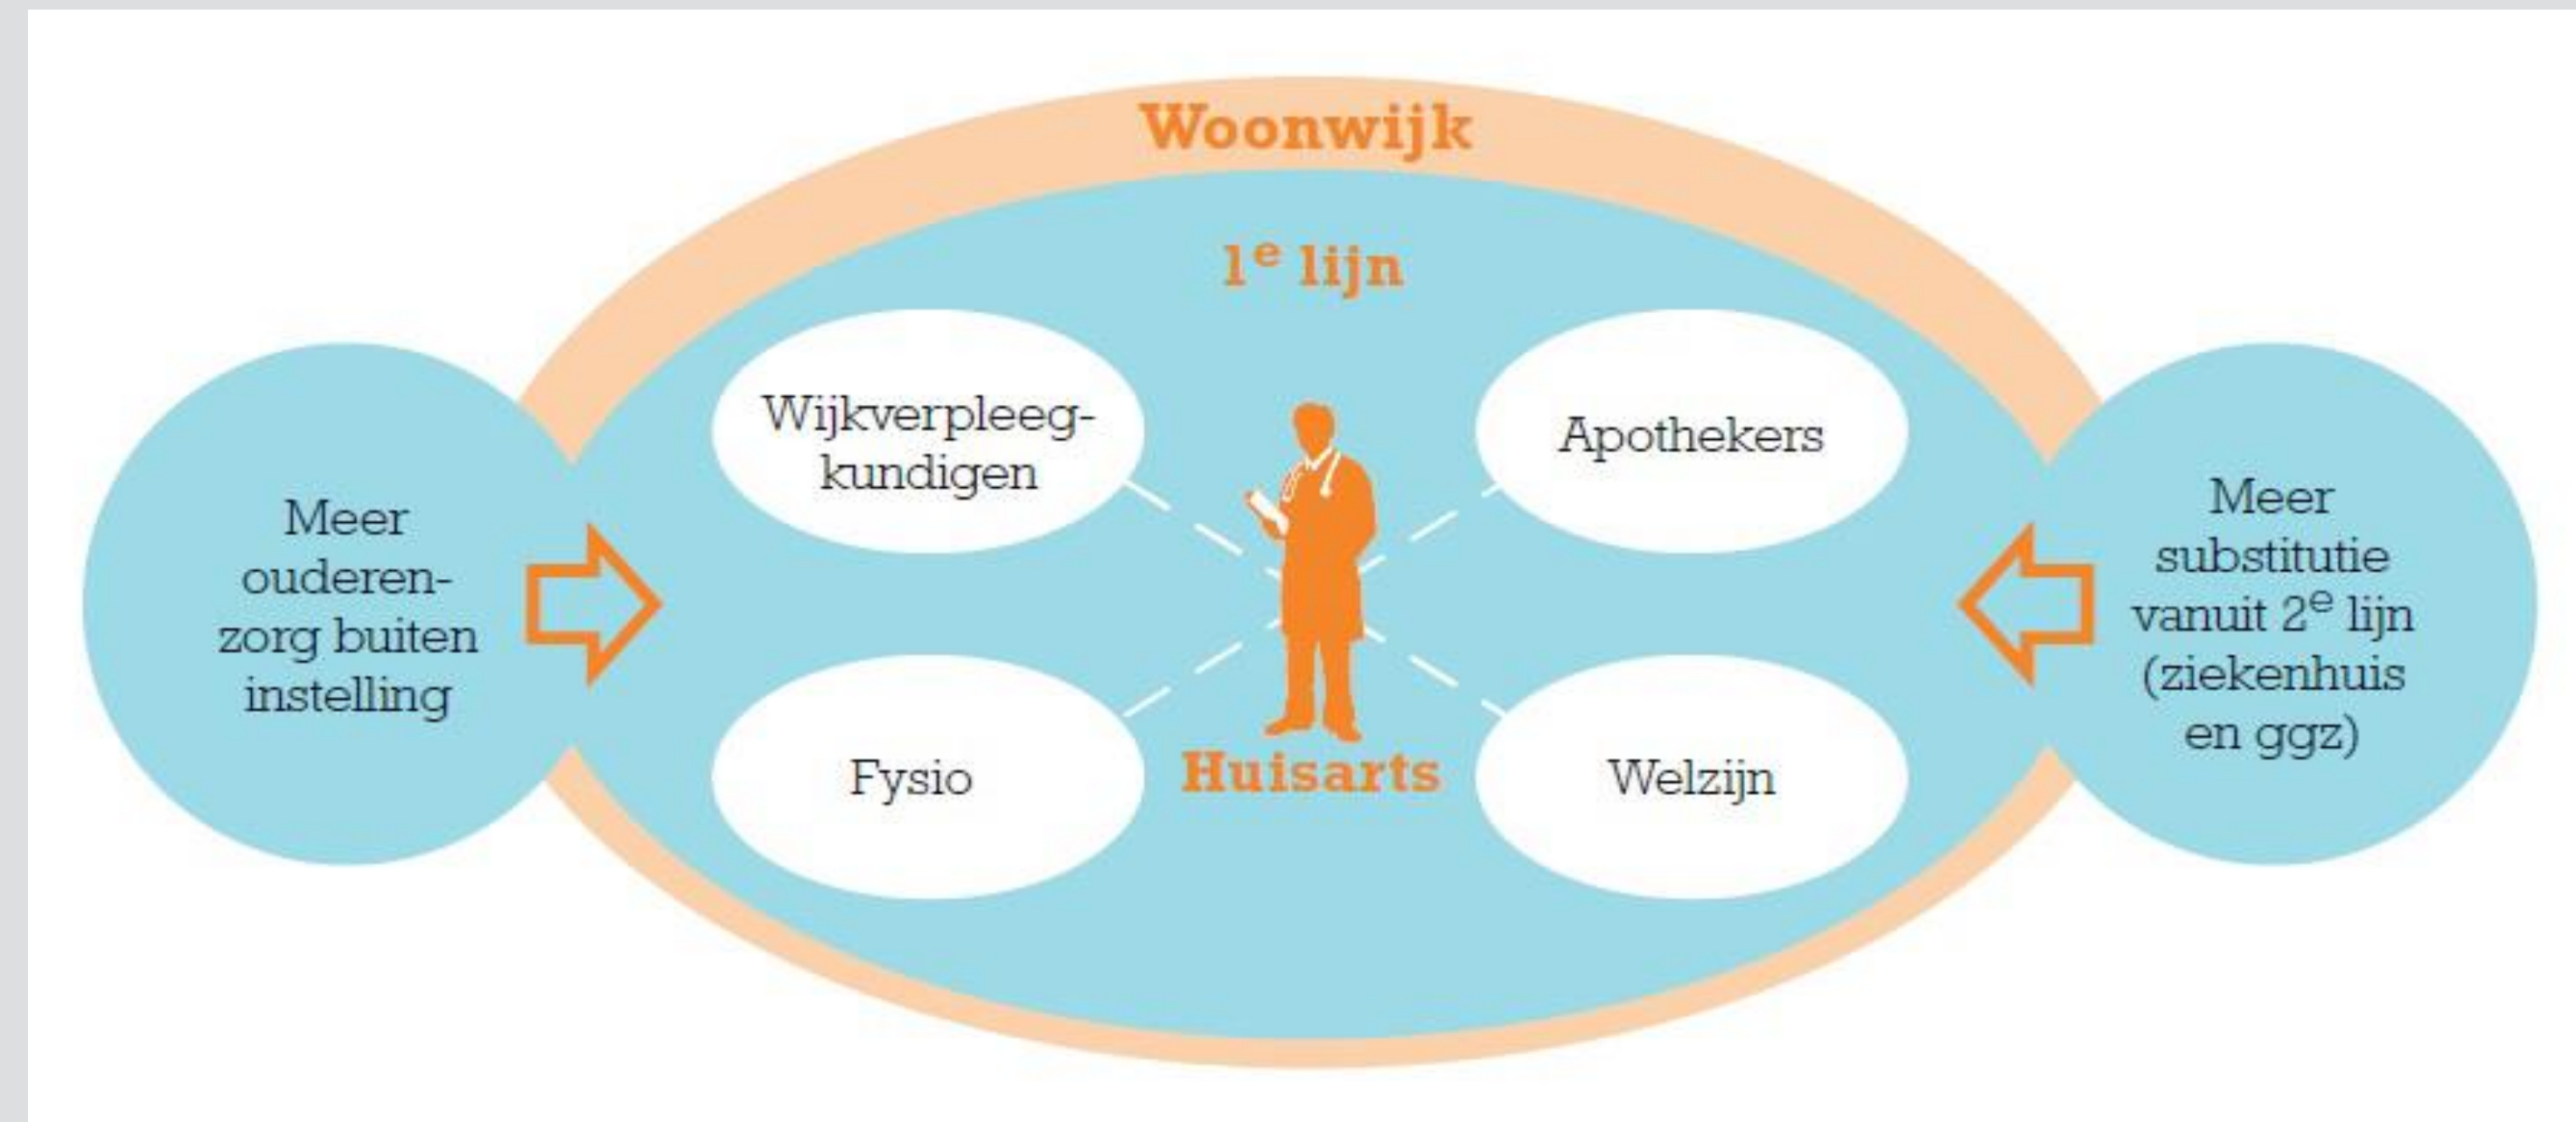 Woonwijk
1e lijn
Meer
ouderen-
zorg buiten
instelling
Wijkverpleeg-
kundigen
Apothekers
Fysio
Huisarts
Welzijn
Meer
substitutie
vanuit 2e lijn
(ziekenhuis
en ggz)